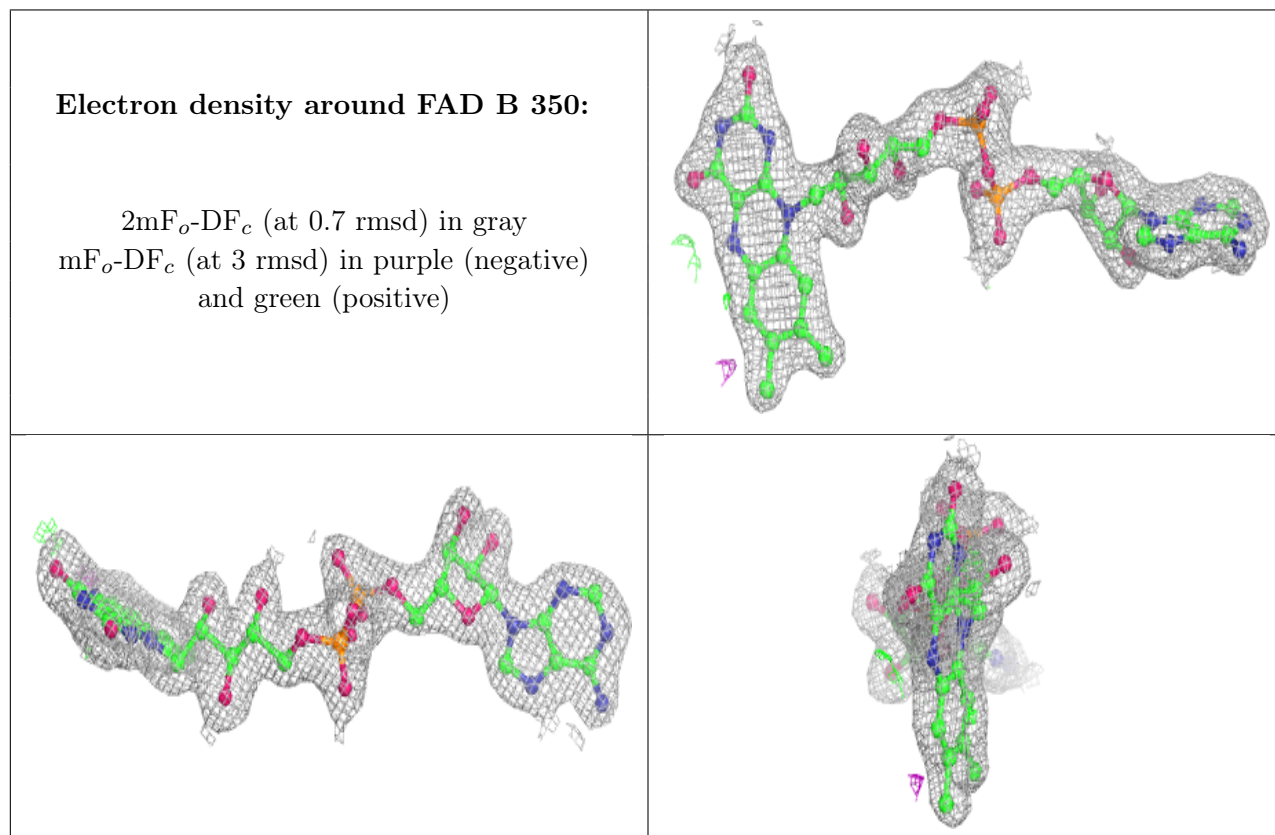 Electron density around FAD B 350:
2mFo-DFc (at 0.7 rmsd) in gray
mFo-DFc (at 3 rmsd) in purple (negative)
and green (positive)